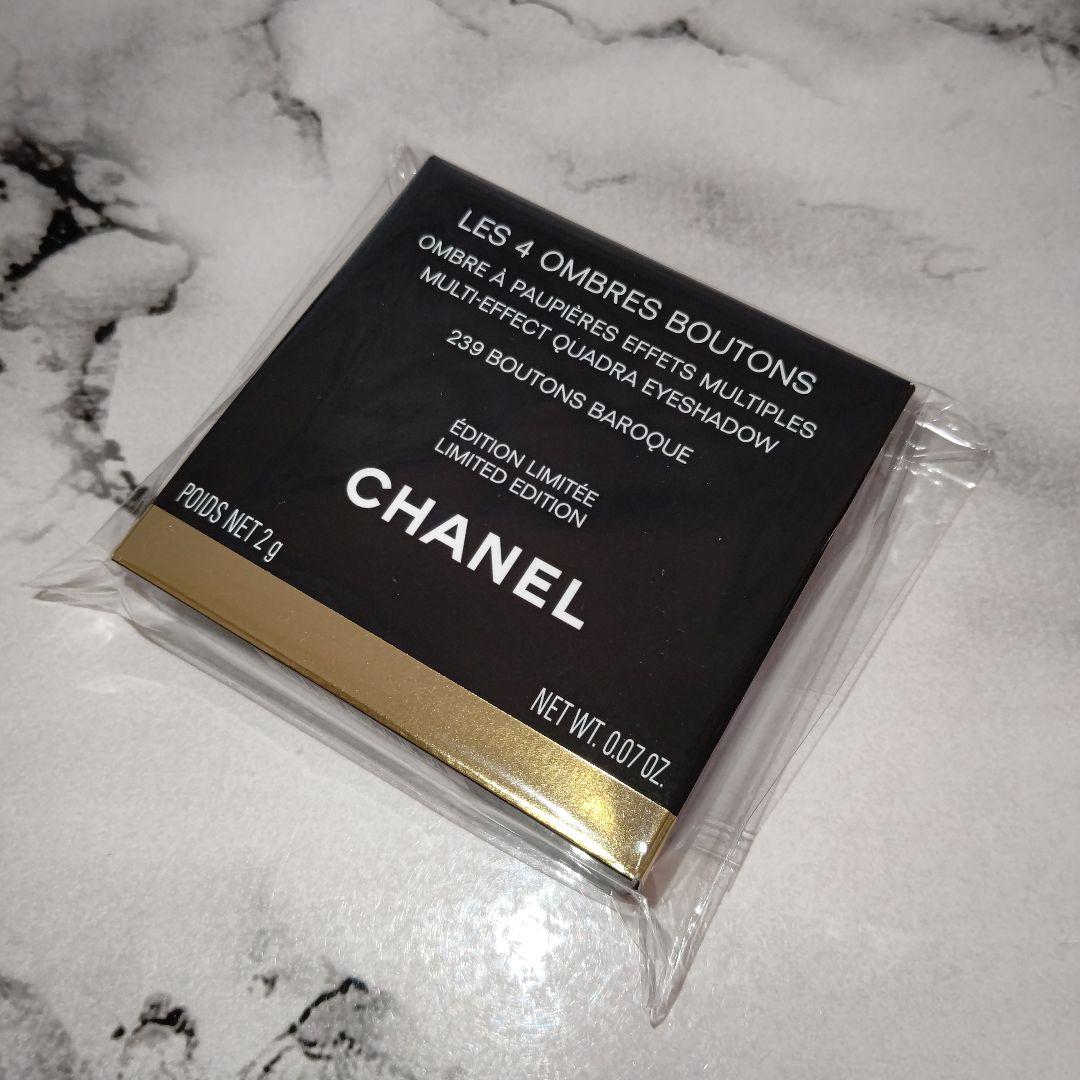 LES 4 OMBRES BOUTONS
OMBRE À PAUPIÈRES EFFETS MULTIPLES
MULTI-EFFECT QUADRA EYESHADOW
239 BOUTONS BAROQUE
ÉDITION LIMITÉE
LIMITED EDITION
CHANEL
POIDS NET 2 g
NET WT. 0.07 OZ.